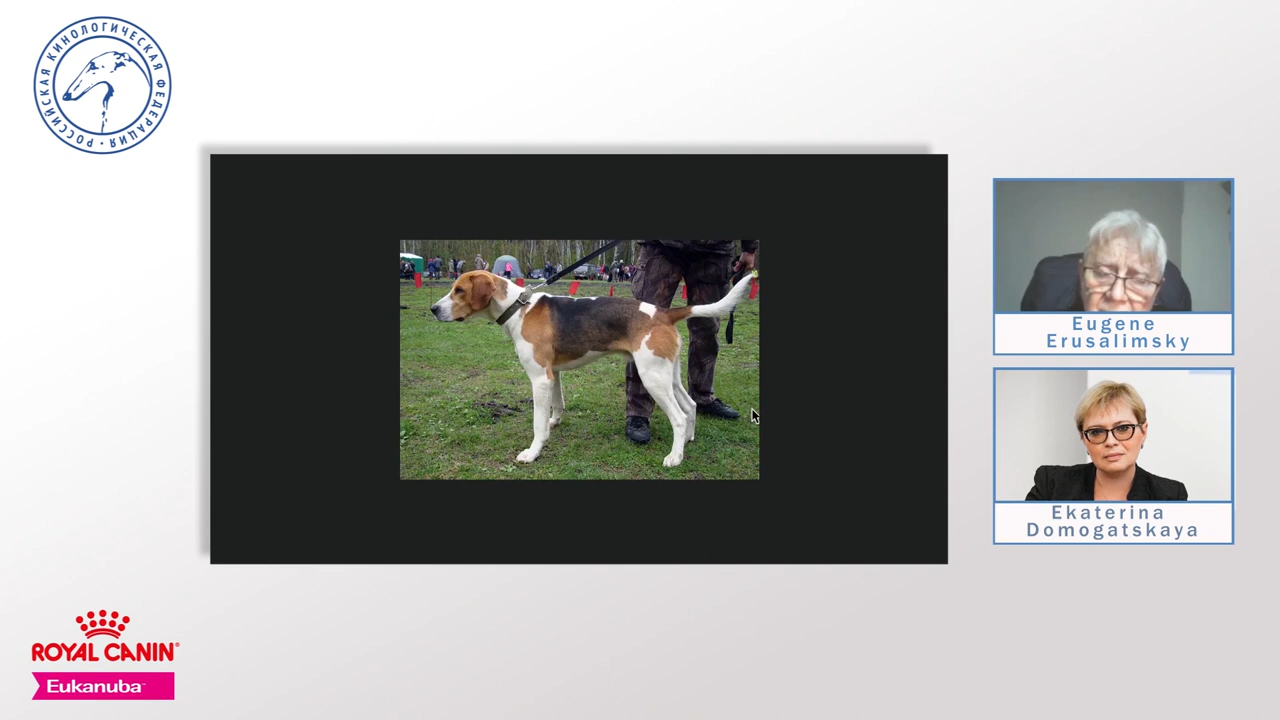 РОССИЙСКАЯ КИНОЛОГИЧЕСКАЯ ФЕДЕРАЦИЯ
Eugene
Erusalimsky
Ekaterina
Domogatskaya
ROYAL CANIN
Eukanuba